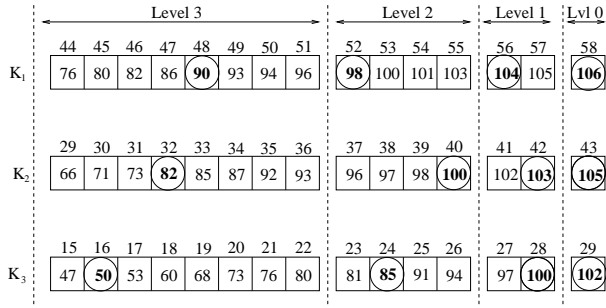 Level 3 Level 2 Level 1 Lvl 0
44 45 46 47 48 49 50 51 52 53 54 55 56 57 58
K1 76 80 82 86 90 93 94 96 98 100 101 103 104 105 106
29 30 31 32 33 34 35 36 37 38 39 40 41 42 43
K2 66 71 73 82 85 87 92 93 96 97 98 100 102 103 105
15 16 17 18 19 20 21 22 23 24 25 26 27 28 29
K3 47 50 53 60 68 73 76 80 81 85 91 94 97 100 102